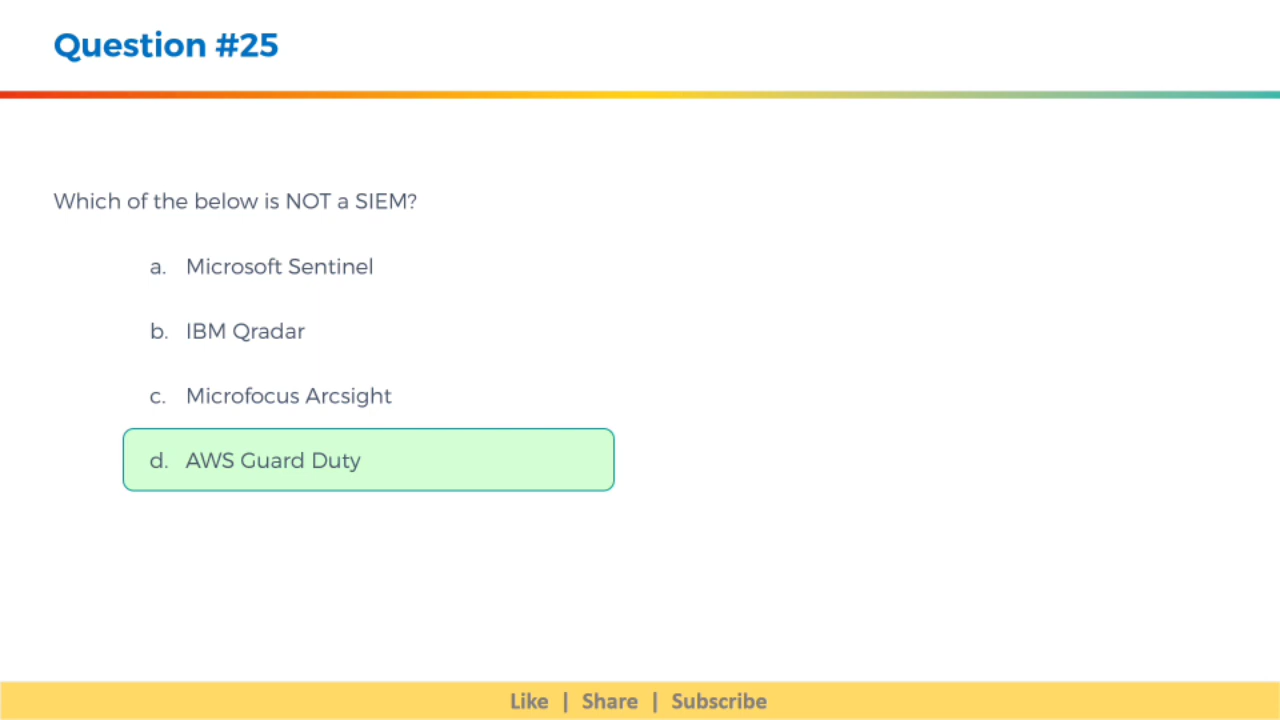 Question #25
Which of the below is NOT a SIEM?
a. Microsoft Sentinel
b. IBM Qradar
c. Microfocus Arcsight
d. AWS Guard Duty
Like | Share | Subscribe